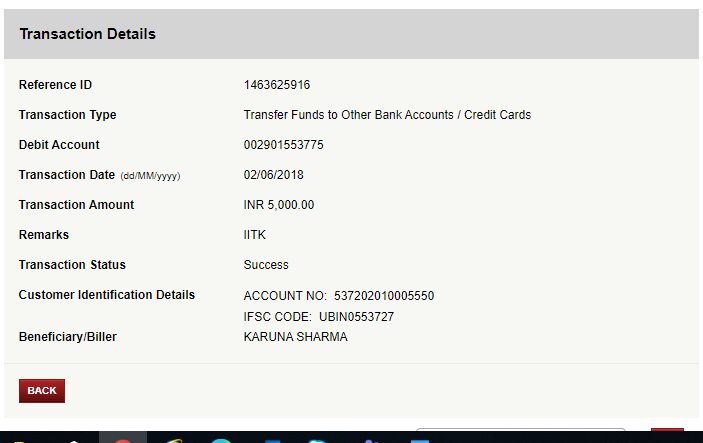 Transaction Details
Reference ID 1463625916
Transaction Type Transfer Funds to Other Bank Accounts / Credit Cards
Debit Account 002901553775
Transaction Date (dd/MM/yyyy) 02/06/2018
Transaction Amount INR 5,000.00
Remarks IITK
Transaction Status Success
Customer Identification Details ACCOUNT NO: 537202010005550
IFSC CODE: UBIN0553727
Beneficiary/Biller KARUNA SHARMA
BACK